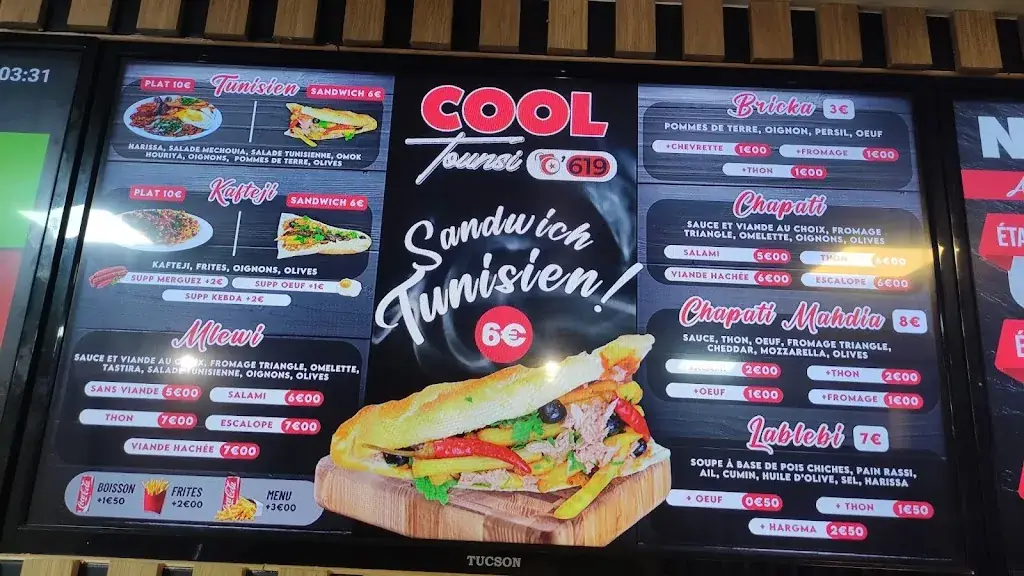 03:31
PLAT 10€
Tunisien
SANDWICH 6€
HARISSA, SALADE MECHOUIA, SALADE TUNISIENNE, OMOK
HOURIYA, OIGNONS, POMMES DE TERRE, OLIVES
PLAT 10€
Kafteji
SANDWICH 6€
KAFTEJI, FRITES, OIGNONS, OLIVES
SUPP MERGUEZ +2€
SUPP OEUF +1€
SUPP KEBDA +2€
Mlewi
SAUCE ET VIANDE AU CHOIX, FROMAGE TRIANGLE, OMELETTE,
TASTIRA, SALADE TUNISIENNE, OIGNONS, OLIVES
SANS VIANDE 5€00
SALAMI 6€00
THON 7€00
ESCALOPE 7€00
VIANDE HACHÉE 7€00
BOISSON
+1€50
FRITES
+2€00
MENU
+3€00
COOL
Tounsi
619
Sandwich
Tunisien!
6€
Bricka 3€
POMMES DE TERRE, OIGNON, PERSIL, OEUF
+CHEVRETTE 1€00
+FROMAGE 1€00
+THON 1€00
Chapati
SAUCE ET VIANDE AU CHOIX, FROMAGE
TRIANGLE, OMELETTE, OIGNONS, OLIVES
SALAMI 5€00
THON 6€00
VIANDE HACHÉE 6€00
ESCALOPE 6€00
Chapati Mahdia 8€
SAUCE, THON, OEUF, FROMAGE TRIANGLE,
CHEDDAR, MOZZARELLA, OLIVES
2€00
+THON 2€00
+OEUF 1€00
+FROMAGE 1€00
Lablebi 7€
SOUPE À BASE DE POIS CHICHES, PAIN RASSI,
AIL, CUMIN, HUILE D'OLIVE, SEL, HARISSA
+ OEUF 0€50
+ THON 1€50
+ HARGMA 2€50
TUCSON